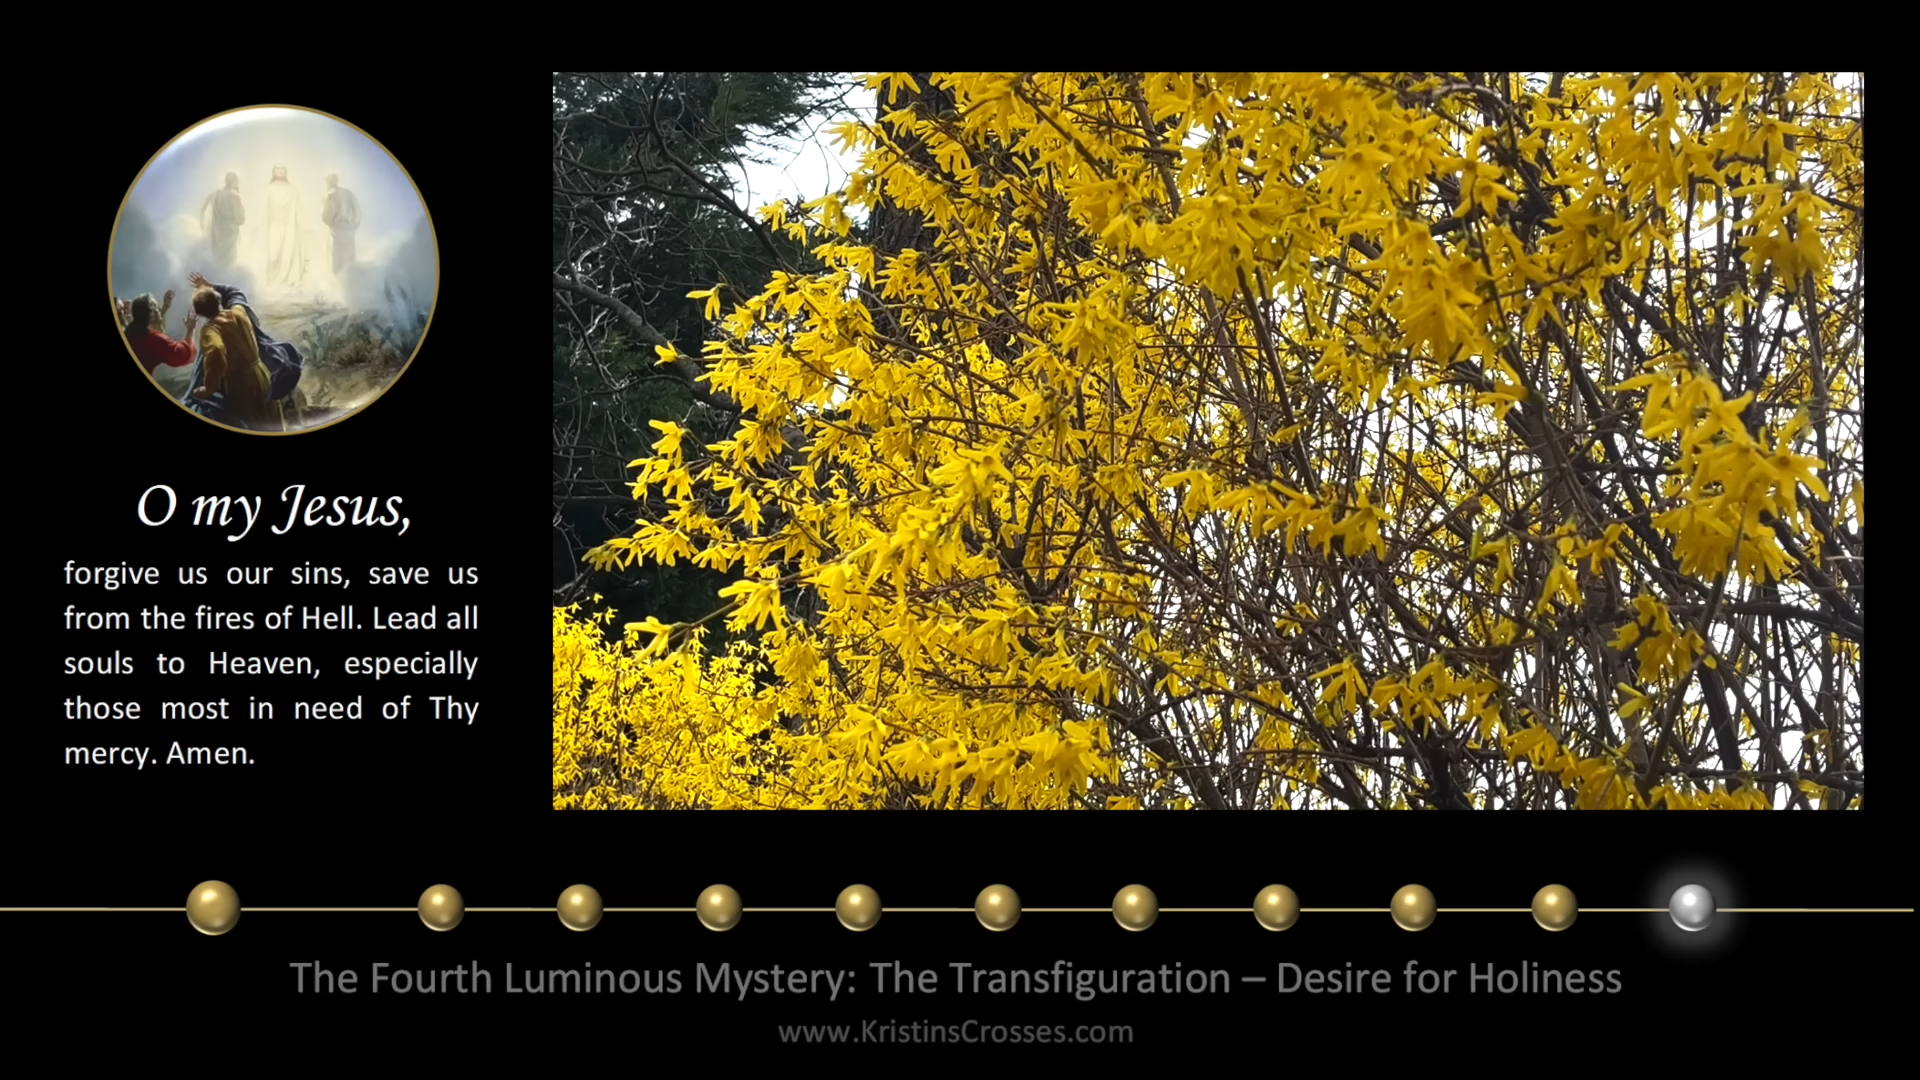 O my Jesus,
forgive us our sins, save us
from the fires of Hell. Lead all
souls to Heaven, especially
those most in need of Thy
mercy. Amen.
The Fourth Luminous Mystery: The Transfiguration – Desire for Holiness
www.KristinsCrosses.com